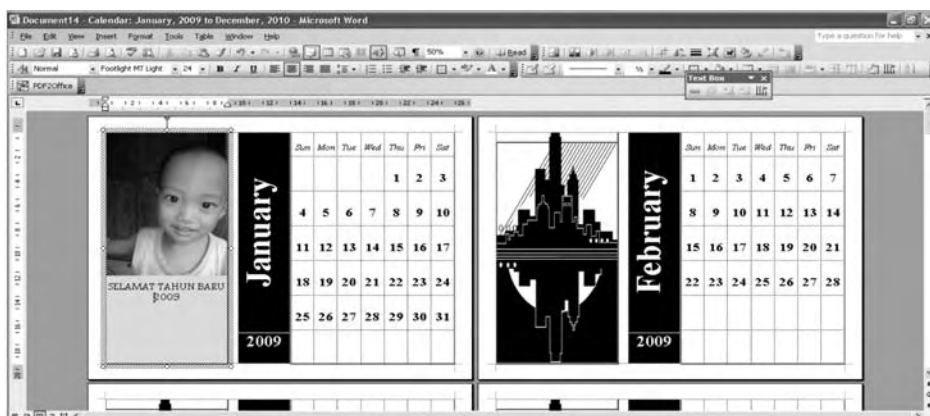 Document14 - Calendar: January, 2009 to December, 2010 - Microsoft Word
File Edit View Insert Format Tools Table Window Help
Type a question for help
50%
Read
Normal
Footlight MT Light
24
B I U
PDF2Office
Text Box
SELAMAT TAHUN BARU
2009
January
2009
Sun Mon Tue Wed Thu Fri Sat
1 2 3
4 5 6 7 8 9 10
11 12 13 14 15 16 17
18 19 20 21 22 23 24
25 26 27 28 29 30 31
February
2009
Sun Mon Tue Wed Thu Fri Sat
1 2 3 4 5 6 7
8 9 10 11 12 13 14
15 16 17 18 19 20 21
22 23 24 25 26 27 28